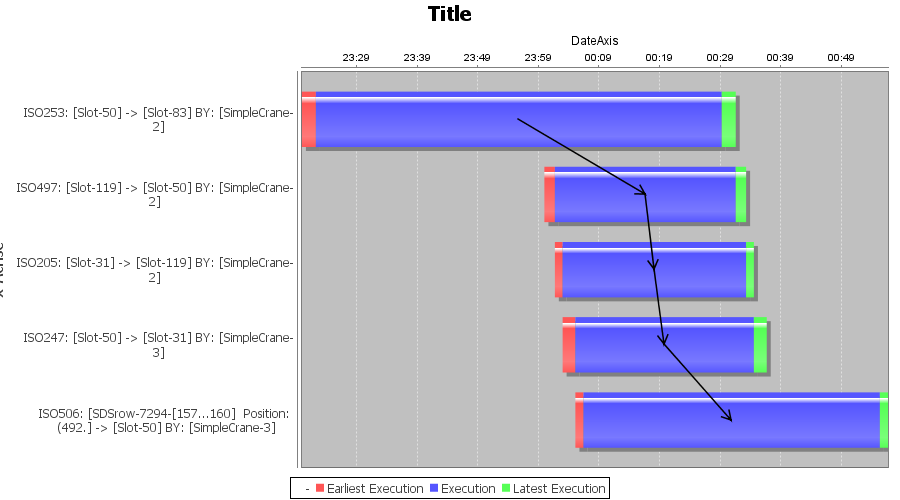 Title
DateAxis
23:29 23:39 23:49 23:59 00:09 00:19 00:29 00:39 00:49
ISO253: [Slot-50] -> [Slot-83] BY: [SimpleCrane-
2]
ISO497: [Slot-119] -> [Slot-50] BY: [SimpleCrane-
2]
ISO205: [Slot-31] -> [Slot-119] BY: [SimpleCrane-
2]
ISO247: [Slot-50] -> [Slot-31] BY: [SimpleCrane-
3]
ISO506: [SDSrow-7294-[157...160] Position:
(492.] -> [Slot-50] BY: [SimpleCrane-3]
- Earliest Execution Execution Latest Execution